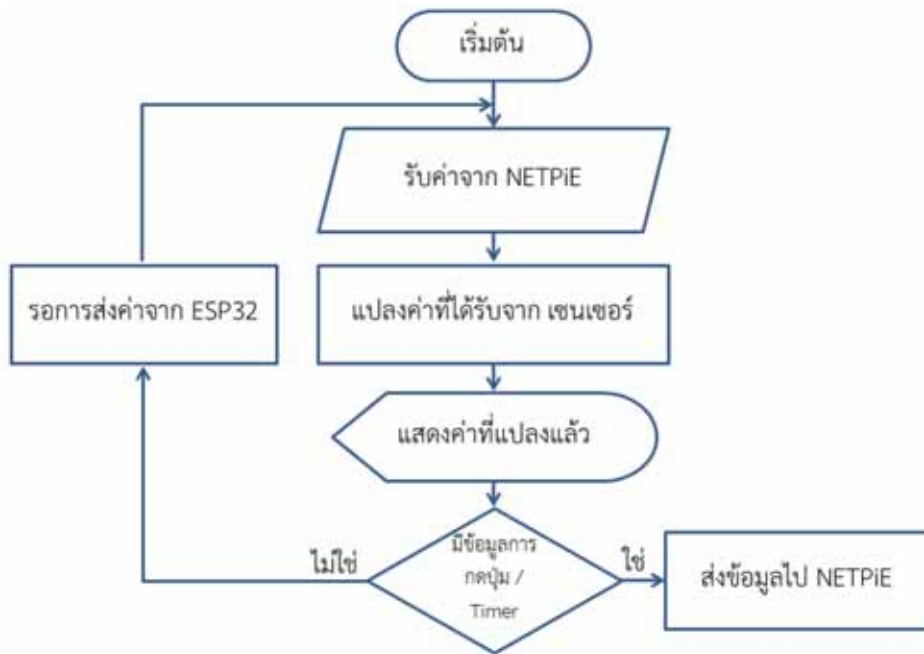 เริ่มต้น
รับค่าจาก NETPiE
รอการส่งค่าจาก ESP32
แปลงค่าที่ได้รับจาก เซนเซอร์
แสดงค่าที่แปลงแล้ว
ไม่ใช่
มีข้อมูลการ
กดปุ่ม /
Timer
ใช่
ส่งข้อมูลไป NETPiE